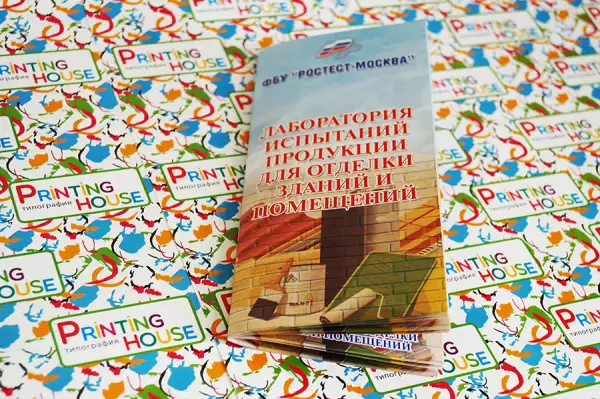 ФБУ "РОСТЕСТ-МОСКВА"
ЛАБОРАТОРИЯ
ИСПЫТАНИЙ
ПРОДУКЦИИ
ДЛЯ ОТДЕЛКИ
ЗДАНИЙ И
ПОМЕЩЕНИЙ
ОТДЕЛКИ
И ПОМЕЩЕНИЙ
PRINTING
HOUSE
типография
PRINTING
HOUSE
типография
PRINTING
HOUSE
типография
PRINTING
HOUSE
типография
PRINTING
HOUSE
типография